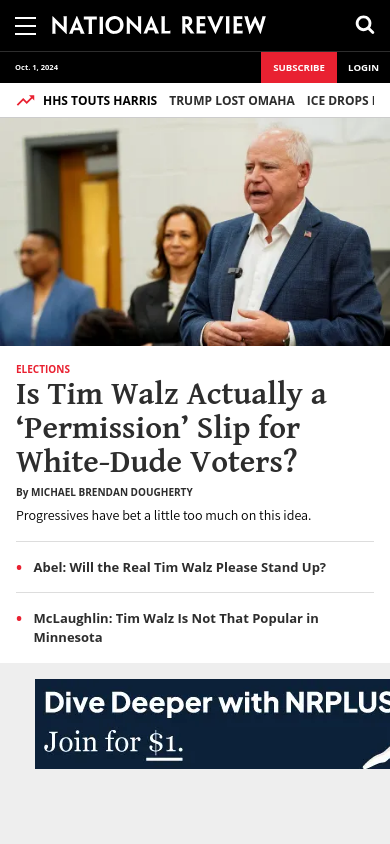 NATIONAL REVIEW
Oct. 1, 2024
SUBSCRIBE
LOGIN
HHS TOUTS HARRIS
TRUMP LOST OMAHA
ICE DROPS
ELECTIONS
Is Tim Walz Actually a
‘Permission’ Slip for
White-Dude Voters?
By MICHAEL BRENDAN DOUGHERTY
Progressives have bet a little too much on this idea.
• Abel: Will the Real Tim Walz Please Stand Up?
• McLaughlin: Tim Walz Is Not That Popular in
Minnesota
Dive Deeper with NRPLUS
Join for $1.